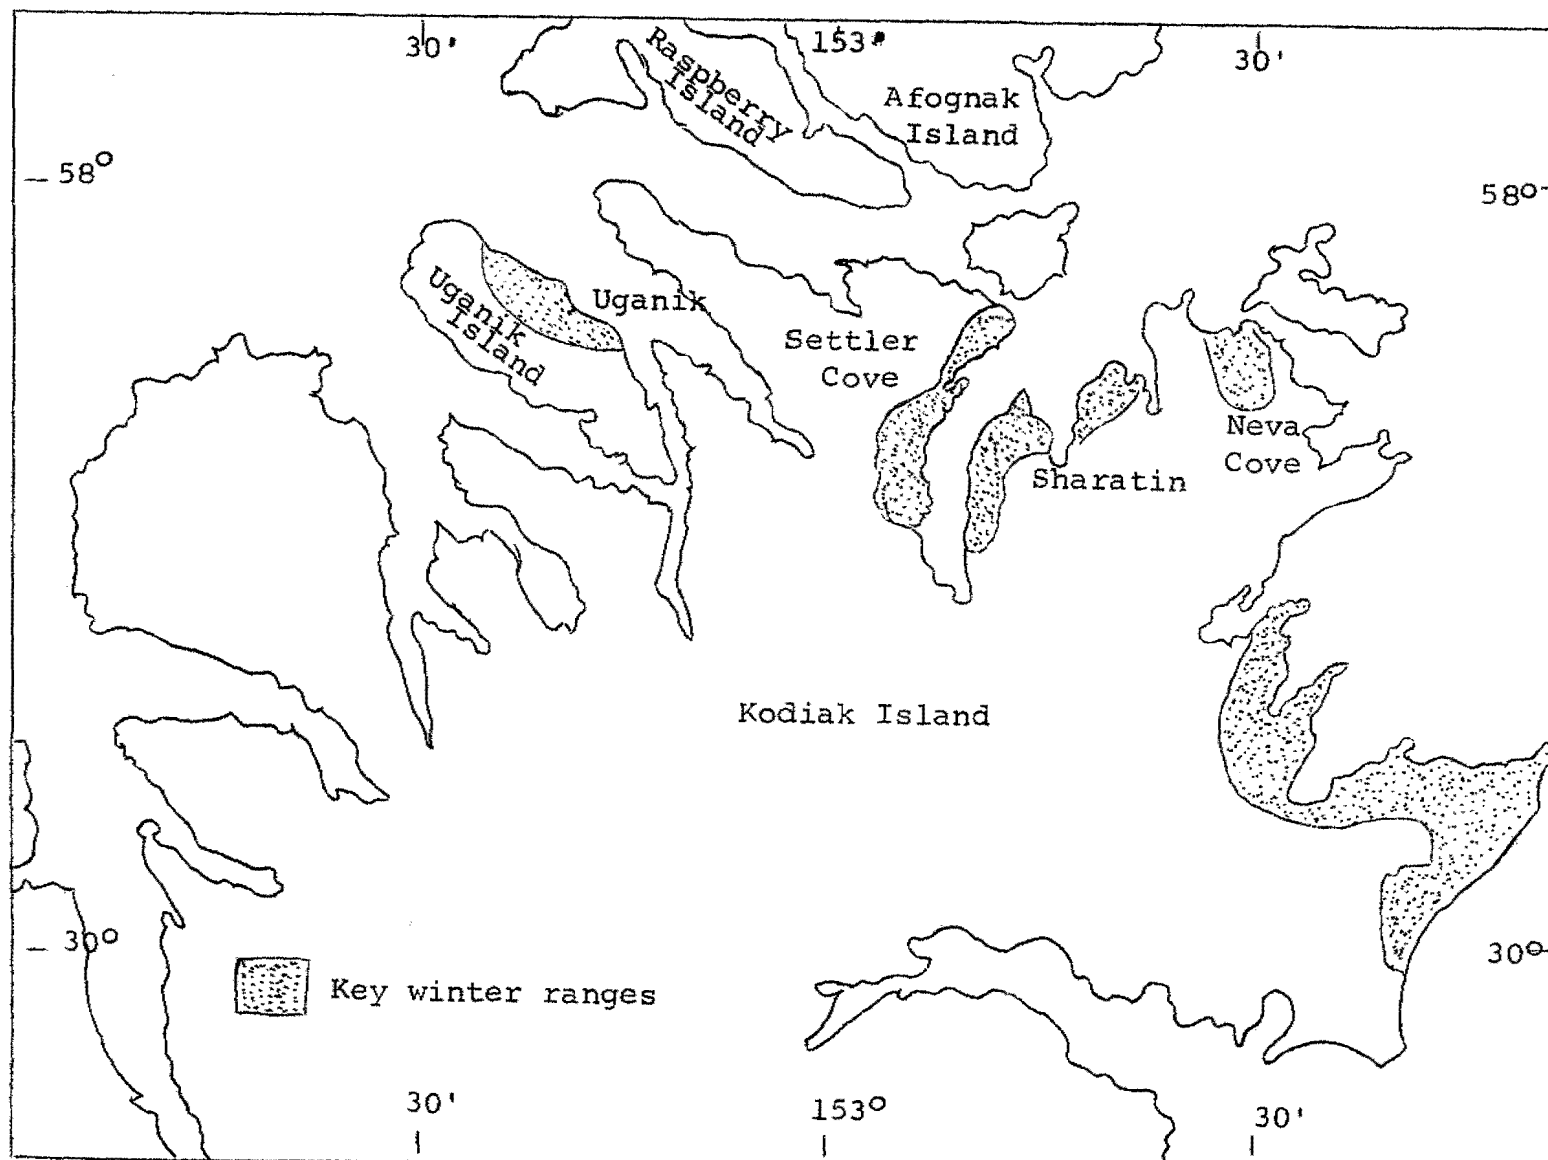 30'
153°
30'
Raspberry
Island
Afognak
Island
58°
58°
Uganik
Island
Uganik
Settler
Cove
Neva
Cove
Sharatin
Kodiak Island
30°
30°
Key winter ranges
30'
153°
30'